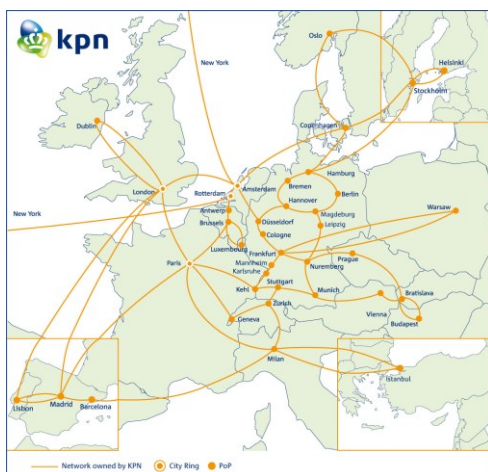 kpn
New York
Oslo
Helsinki
Stockholm
Copenhagen
Dublin
Hamburg
London
Amsterdam
Rotterdam
Bremen
Berlin
Hannover
Antwerp
Magdeburg
Warsaw
New York
Brussels
Düsseldorf
Leipzig
Cologne
Luxembourg
Frankfurt
Paris
Mannheim
Prague
Karlsruhe
Nuremberg
Stuttgart
Kehl
Munich
Bratislava
Zürich
Vienna
Geneva
Budapest
Milan
Istanbul
Lisbon
Madrid
Barcelona
Network owned by KPN
City Ring
PoP